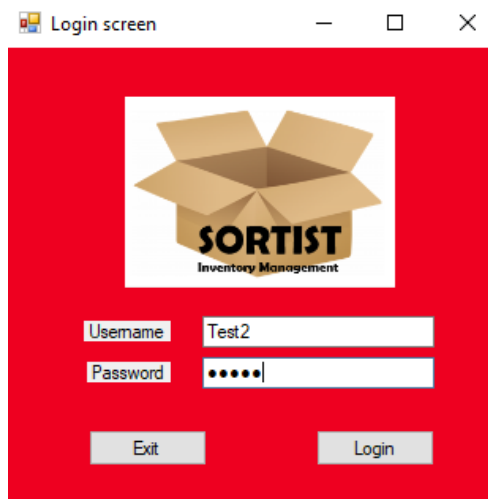 Login screen
SORTIST
Inventory Management
Username Test2
Password •••••
Exit Login